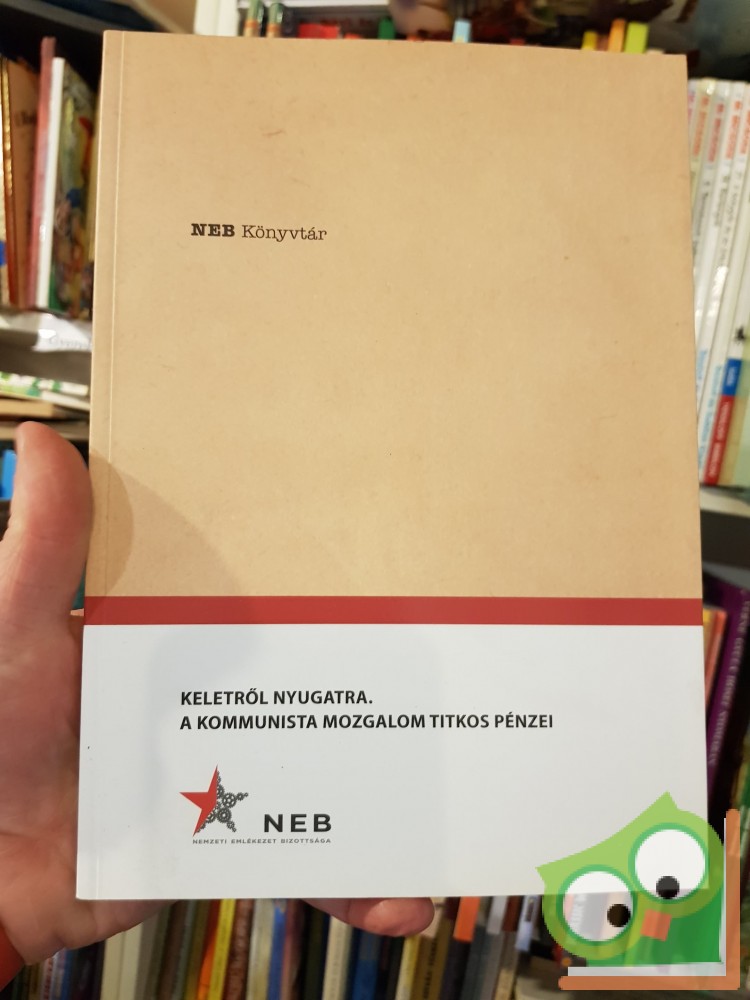 NEB Könyvtár
KELETRŐL NYUGATRA.
A KOMMUNISTA MOZGALOM TITKOS PÉNZEI
NEB
NEMZETI EMLÉKEZET BIZOTTSÁGA